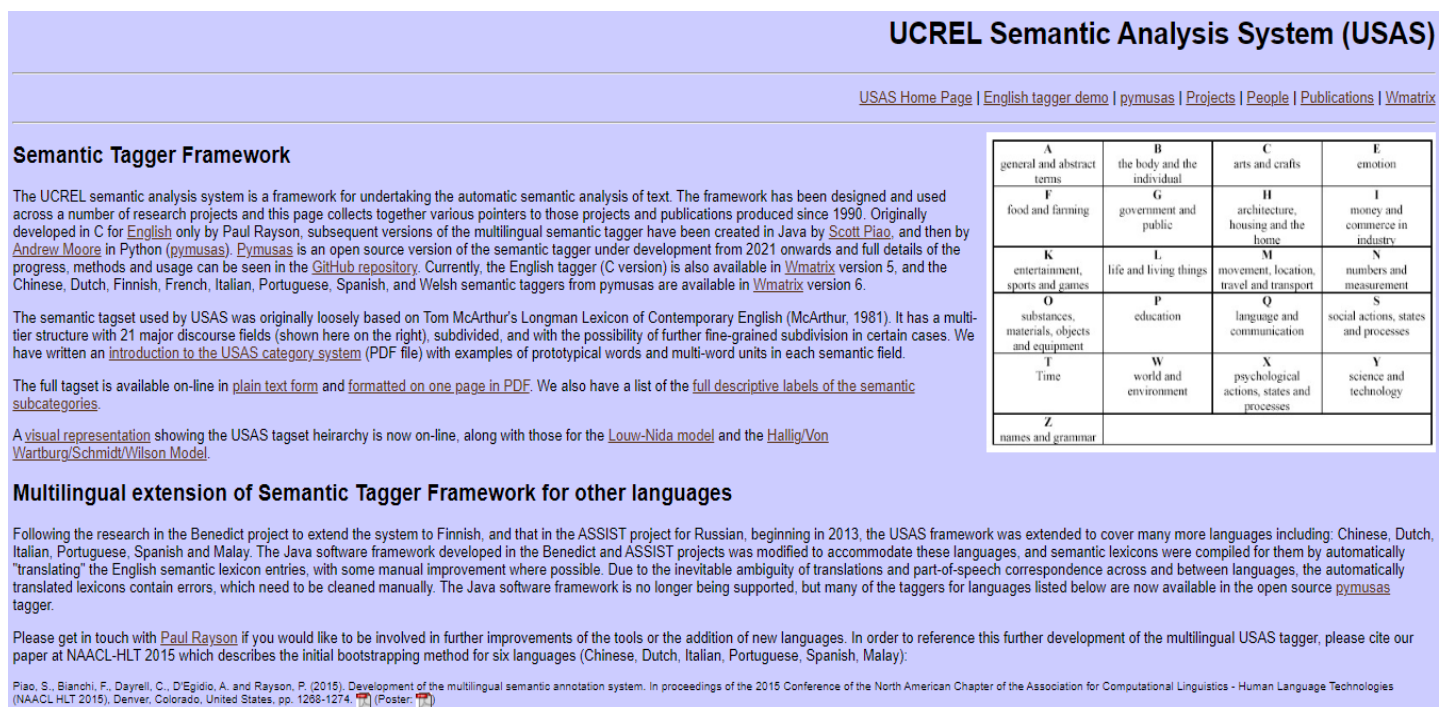 UCREL Semantic Analysis System (USAS)
USAS Home Page | English tagger demo | pymusas | Projects | People | Publications | Wmatrix
Semantic Tagger Framework
The UCREL semantic analysis system is a framework for undertaking the automatic semantic analysis of text. The framework has been designed and used
across a number of research projects and this page collects together various pointers to those projects and publications produced since 1990. Originally
developed in C for English only by Paul Rayson, subsequent versions of the multilingual semantic tagger have been created in Java by Scott Piao, and then by
Andrew Moore in Python (pymusas). Pymusas is an open source version of the semantic tagger under development from 2021 onwards and full details of the
progress, methods and usage can be seen in the GitHub repository. Currently, the English tagger (C version) is also available in Wmatrix version 5, and the
Chinese, Dutch, Finnish, French, Italian, Portuguese, Spanish, and Welsh semantic taggers from pymusas are available in Wmatrix version 6.
The semantic tagset used by USAS was originally loosely based on Tom McArthur's Longman Lexicon of Contemporary English (McArthur, 1981). It has a multi-
tier structure with 21 major discourse fields (shown here on the right), subdivided, and with the possibility of further fine-grained subdivision in certain cases. We
have written an introduction to the USAS category system (PDF file) with examples of prototypical words and multi-word units in each semantic field.
The full tagset is available on-line in plain text form and formatted on one page in PDF. We also have a list of the full descriptive labels of the semantic
subcategories.
A visual representation showing the USAS tagset heirarchy is now on-line, along with those for the Louw-Nida model and the Hallig/Von
Wartburg/Schmidt/Wilson Model.
A B C E
general and abstract the body and the arts and crafts emotion
terms individual
F G H I
food and farming government and architecture, money and
public housing and the commerce in
home industry
K L M N
entertainment, life and living things movement, location, numbers and
sports and games travel and transport measurement
O P Q S
substances, education language and social actions, states
materials, objects communication and processes
and equipment
T W X Y
Time world and psychological science and
environment actions, states and technology
processes
Z
names and grammar
Multilingual extension of Semantic Tagger Framework for other languages
Following the research in the Benedict project to extend the system to Finnish, and that in the ASSIST project for Russian, beginning in 2013, the USAS framework was extended to cover many more languages including: Chinese, Dutch,
Italian, Portuguese, Spanish and Malay. The Java software framework developed in the Benedict and ASSIST projects was modified to accommodate these languages, and semantic lexicons were compiled for them by automatically
"translating" the English semantic lexicon entries, with some manual improvement where possible. Due to the inevitable ambiguity of translations and part-of-speech correspondence across and between languages, the automatically
translated lexicons contain errors, which need to be cleaned manually. The Java software framework is no longer being supported, but many of the taggers for languages listed below are now available in the open source pymusas
tagger.
Please get in touch with Paul Rayson if you would like to be involved in further improvements of the tools or the addition of new languages. In order to reference this further development of the multilingual USAS tagger, please cite our
paper at NAACL-HLT 2015 which describes the initial bootstrapping method for six languages (Chinese, Dutch, Italian, Portuguese, Spanish, Malay):
Piao, S., Bianchi, F., Dayrell, C., D'Egidio, A. and Rayson, P. (2015). Development of the multilingual semantic annotation system. In proceedings of the 2015 Conference of the North American Chapter of the Association for Computational Linguistics - Human Language Technologies
(NAACL HLT 2015), Denver, Colorado, United States, pp. 1268-1274. (Poster: )